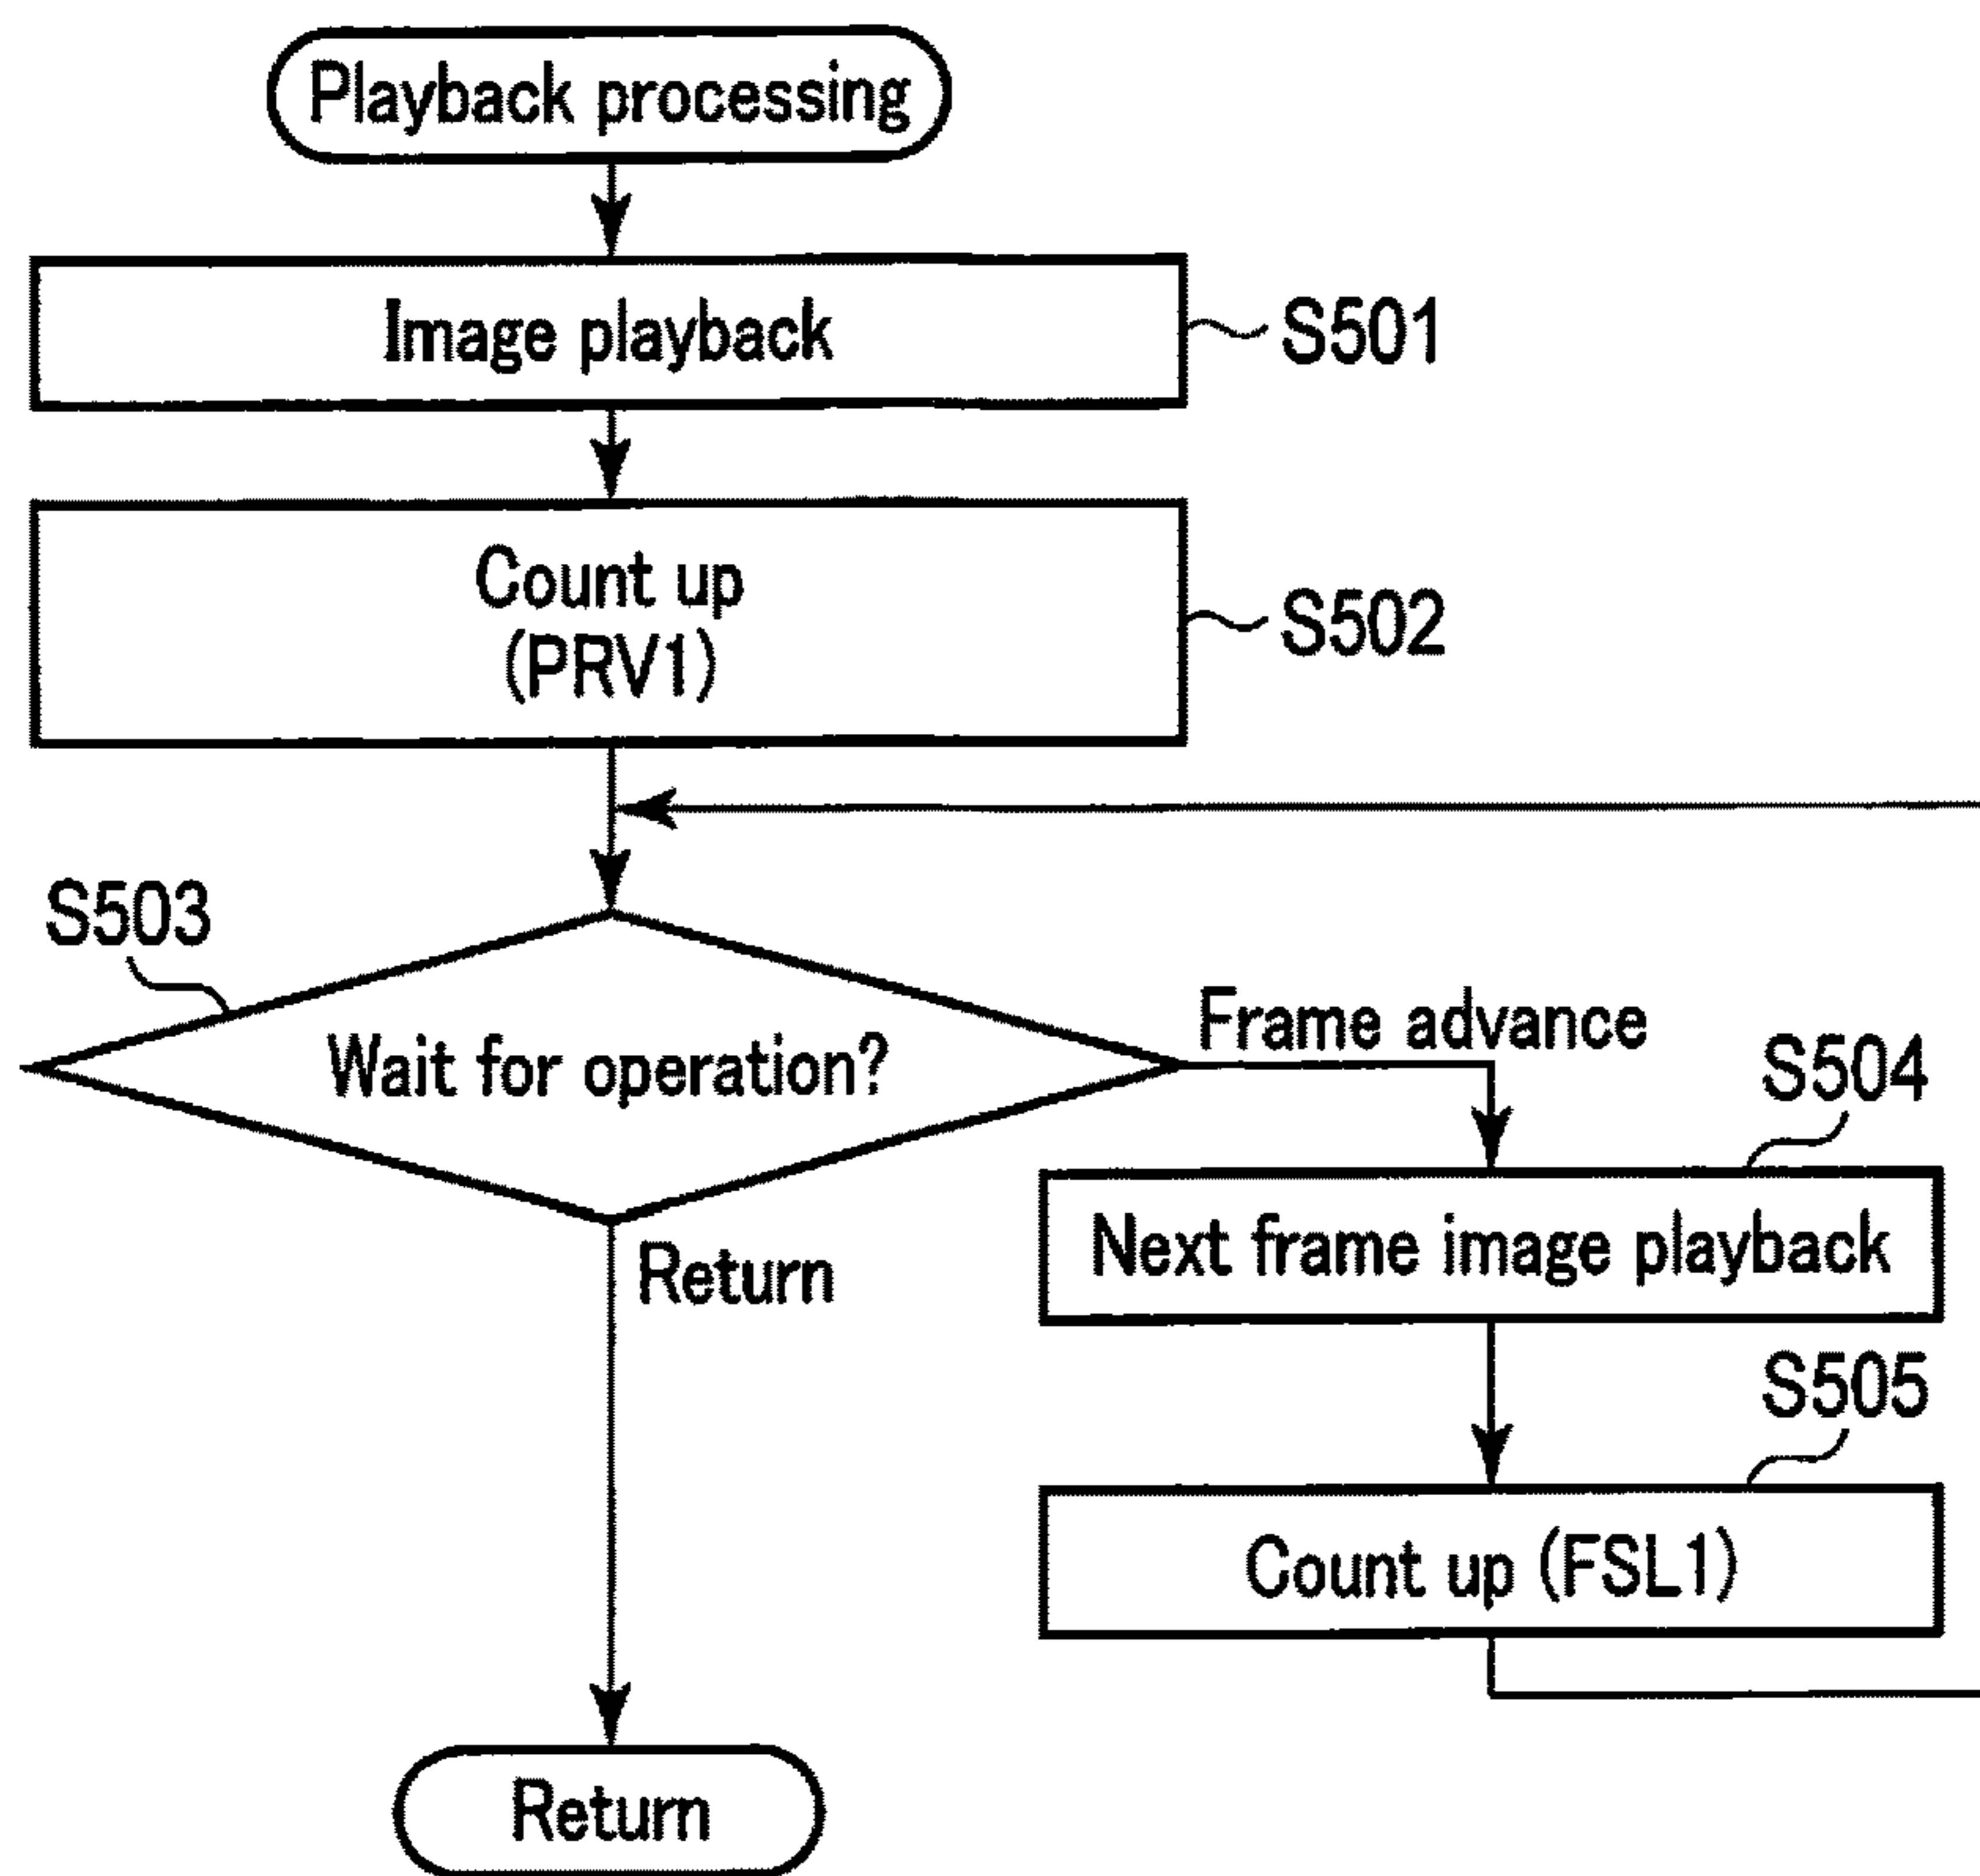 Playback processing
Image playback
S501
Count up
(PRV1)
S502
S503
Wait for operation?
Frame advance
S504
Next frame image playback
Return
S505
Count up (FSL1)
Return